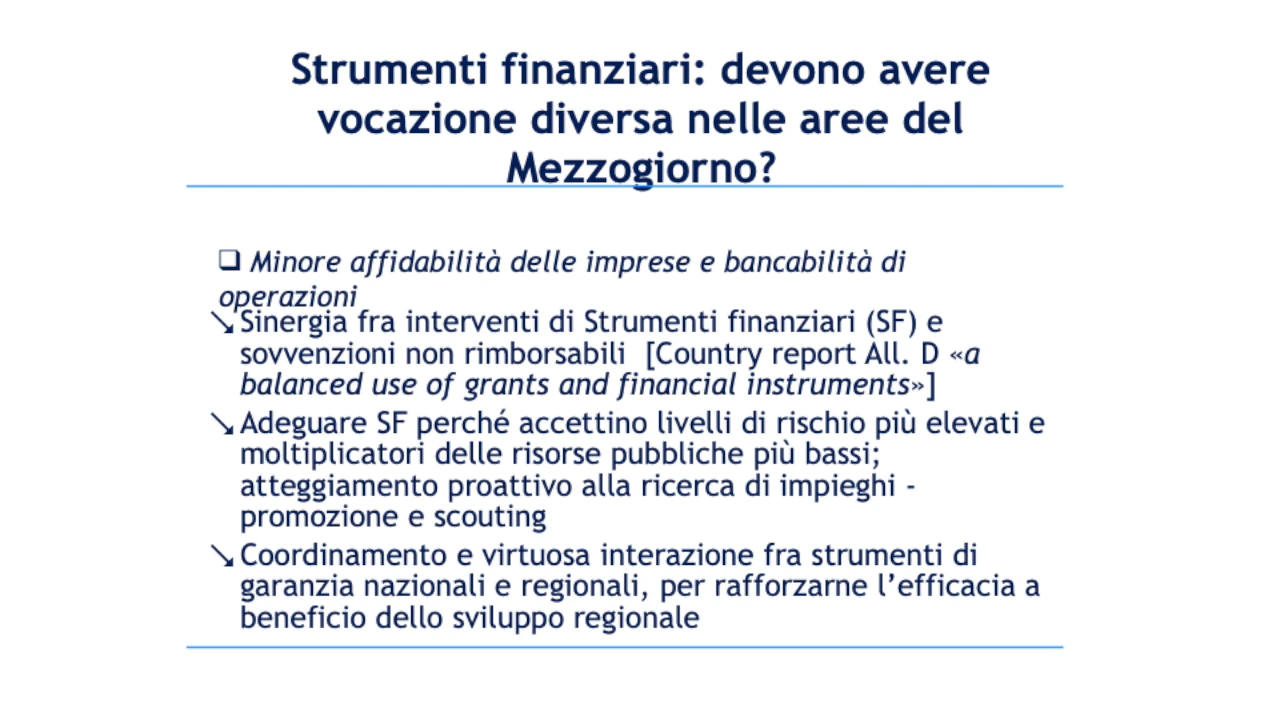 Strumenti finanziari: devono avere
vocazione diversa nelle aree del
Mezzogiorno?
❑ Minore affidabilità delle imprese e bancabilità di
operazioni
↘Sinergia fra interventi di Strumenti finanziari (SF) e
sovvenzioni non rimborsabili [Country report All. D «a
balanced use of grants and financial instruments»]
↘Adeguare SF perché accettino livelli di rischio più elevati e
moltiplicatori delle risorse pubbliche più bassi;
atteggiamento proattivo alla ricerca di impieghi -
promozione e scouting
↘Coordinamento e virtuosa interazione fra strumenti di
garanzia nazionali e regionali, per rafforzarne l’efficacia a
beneficio dello sviluppo regionale